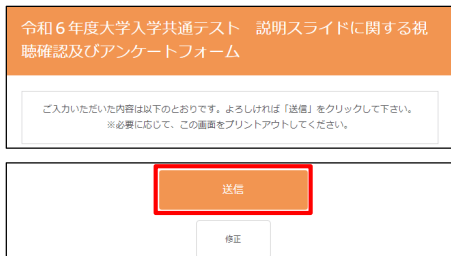 令和６年度大学入学共通テスト　説明スライドに関する視
聴確認及びアンケートフォーム
ご入力いただいた内容は以下のとおりです。よろしければ「送信」をクリックして下さい。
※必要に応じて、この画面をプリントアウトしてください。
送信
修正